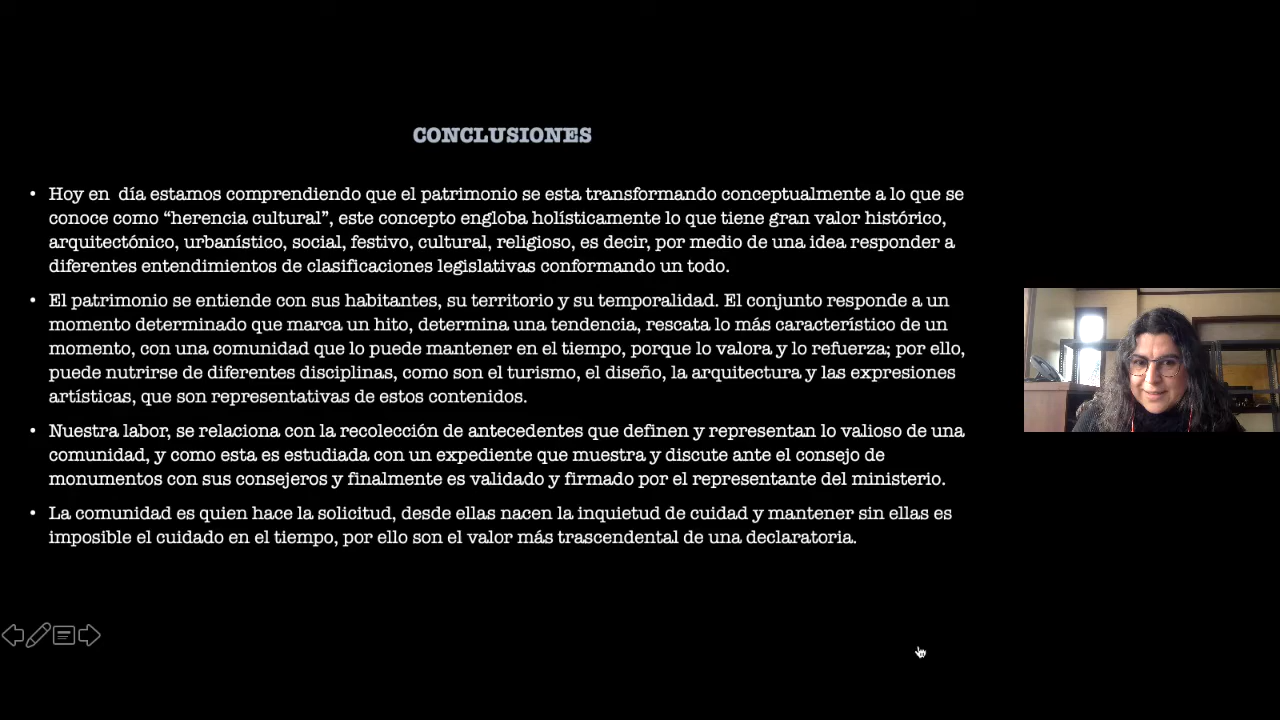 CONCLUSIONES
• Hoy en día estamos comprendiendo que el patrimonio se esta transformando conceptualmente a lo que se
conoce como “herencia cultural”, este concepto engloba holísticamente lo que tiene gran valor histórico,
arquitectónico, urbanístico, social, festivo, cultural, religioso, es decir, por medio de una idea responder a
diferentes entendimientos de clasificaciones legislativas conformando un todo.
• El patrimonio se entiende con sus habitantes, su territorio y su temporalidad. El conjunto responde a un
momento determinado que marca un hito, determina una tendencia, rescata lo más característico de un
momento, con una comunidad que lo puede mantener en el tiempo, porque lo valora y lo refuerza; por ello,
puede nutrirse de diferentes disciplinas, como son el turismo, el diseño, la arquitectura y las expresiones
artísticas, que son representativas de estos contenidos.
• Nuestra labor, se relaciona con la recolección de antecedentes que definen y representan lo valioso de una
comunidad, y como esta es estudiada con un expediente que muestra y discute ante el consejo de
monumentos con sus consejeros y finalmente es validado y firmado por el representante del ministerio.
• La comunidad es quien hace la solicitud, desde ellas nacen la inquietud de cuidad y mantener sin ellas es
imposible el cuidado en el tiempo, por ello son el valor más trascendental de una declaratoria.